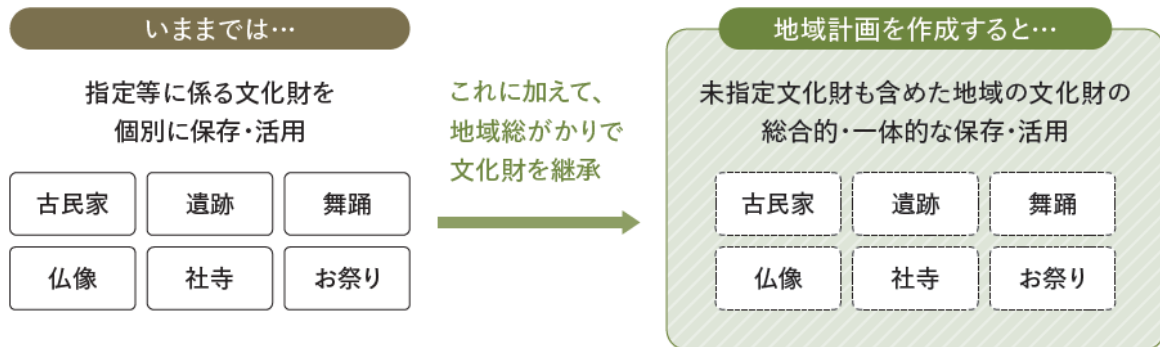 いままでは…
指定等に係る文化財を
個別に保存・活用
古民家
遺跡
舞踊
仏像
社寺
お祭り
これに加えて、
地域総がかりで
文化財を継承
地域計画を作成すると…
未指定文化財も含めた地域の文化財の
総合的・一体的な保存・活用
古民家
遺跡
舞踊
仏像
社寺
お祭り